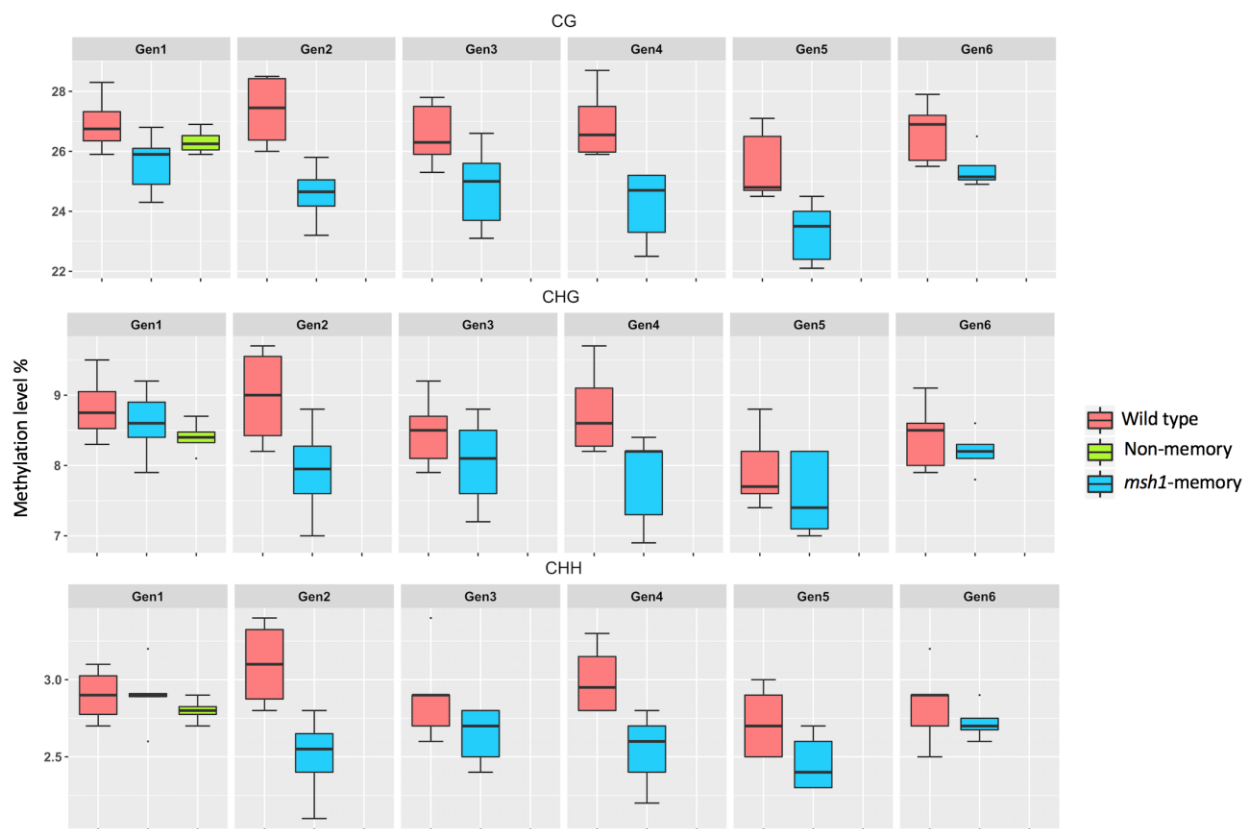 CG
Gen1 Gen2 Gen3 Gen4 Gen5 Gen6
28
26
24
22
CHG
Gen1 Gen2 Gen3 Gen4 Gen5 Gen6
9
8
7
CHH
Gen1 Gen2 Gen3 Gen4 Gen5 Gen6
3.0
2.5
Methylation level %
Wild type
Non-memory
msh1-memory